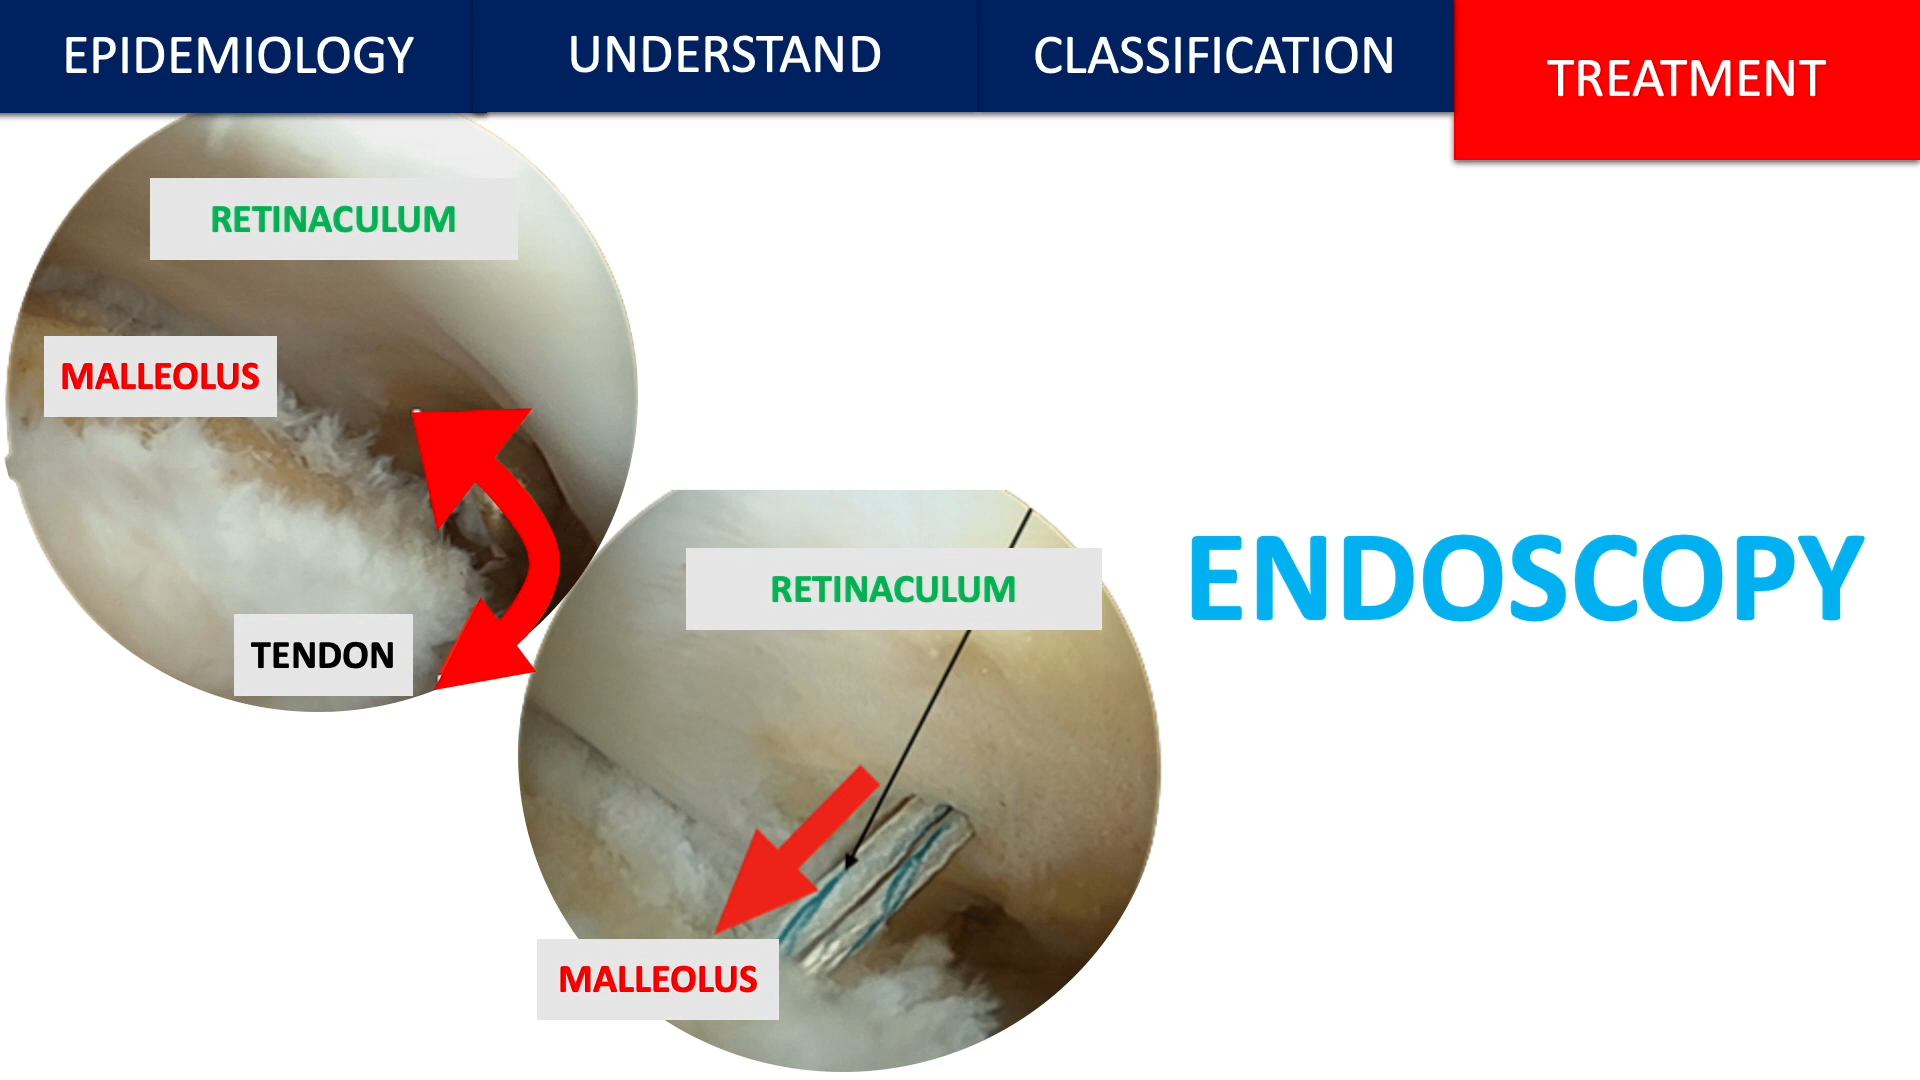 EPIDEMIOLOGY
UNDERSTAND
CLASSIFICATION
TREATMENT
RETINACULUM
MALLEOLUS
TENDON
RETINACULUM
MALLEOLUS
ENDOSCOPY